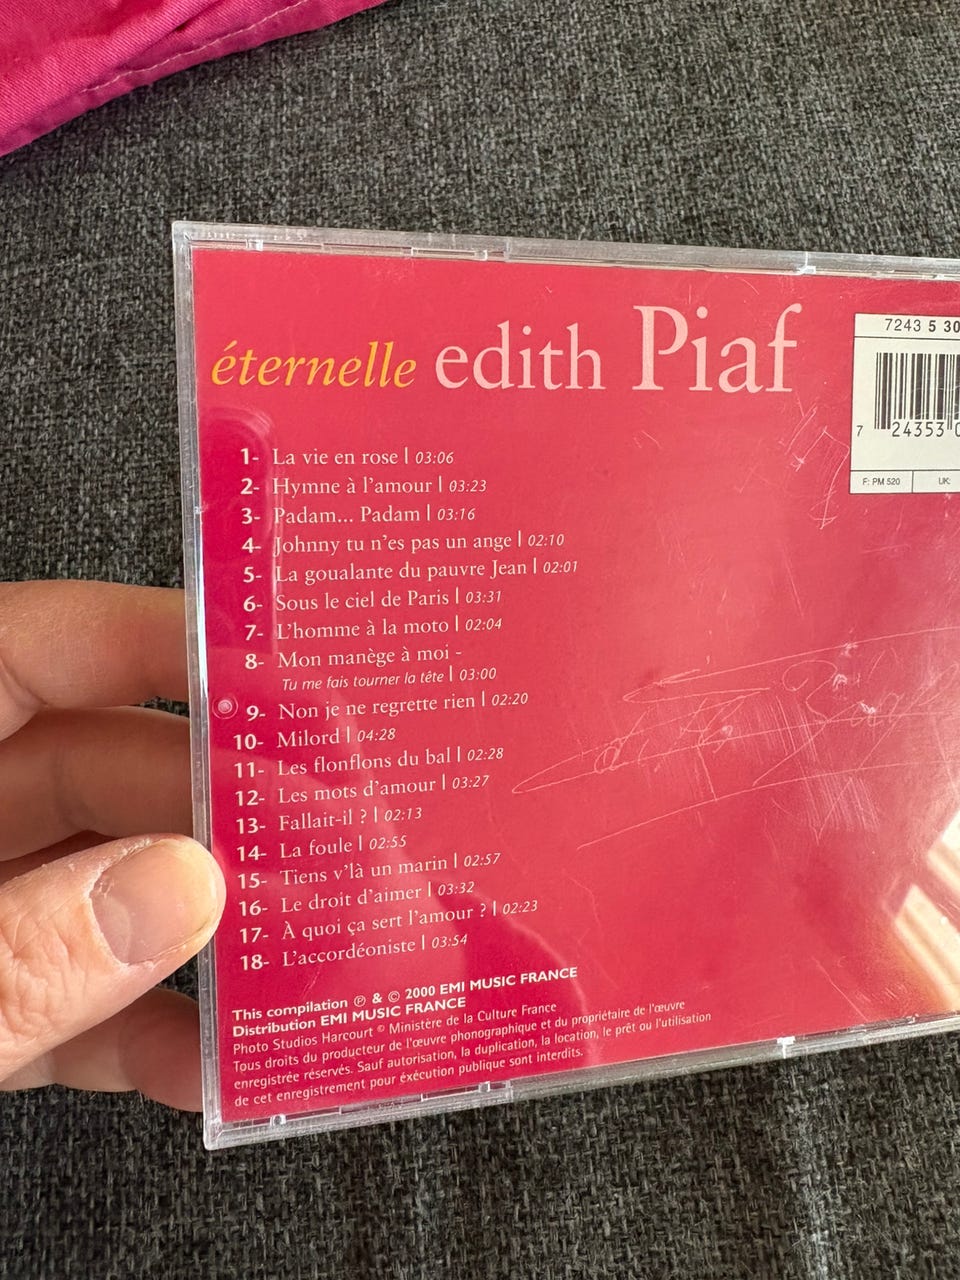 éternelle edith Piaf
7243 5 30
7 24353 0
F: PM 520 UK:
1- La vie en rose | 03:06
2- Hymne à l'amour | 03:23
3- Padam... Padam | 03:16
4- Johnny tu n'es pas un ange | 02:10
5- La goualante du pauvre Jean | 02:01
6- Sous le ciel de Paris | 03:31
7- L'homme à la moto | 02:04
8- Mon manège à moi -
Tu me fais tourner la tête | 03:00
9- Non je ne regrette rien | 02:20
10- Milord | 04:28
11- Les flonflons du bal | 02:28
12- Les mots d'amour | 03:27
13- Fallait-il ? | 02:13
14- La foule | 02:55
15- Tiens v'là un marin | 02:57
16- Le droit d'aimer | 03:32
17- À quoi ça sert l'amour ? | 02:23
18- L'accordéoniste | 03:54
Edith Piaf
This compilation ℗ & © 2000 EMI MUSIC FRANCE
Distribution EMI MUSIC FRANCE
Photo Studios Harcourt © Ministère de la Culture France
Tous droits du producteur de l'œuvre phonographique et du propriétaire de l'œuvre
enregistrée réservés. Sauf autorisation, la duplication, la location, le prêt ou l'utilisation
de cet enregistrement pour éxécution publique sont interdits.